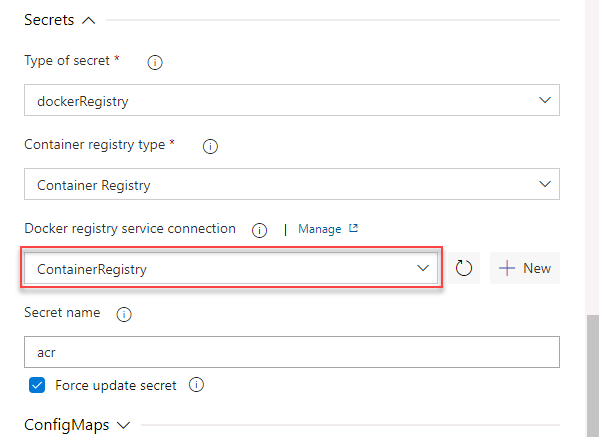 Secrets
Type of secret *
dockerRegistry
Container registry type *
Container Registry
Docker registry service connection | Manage
ContainerRegistry
New
Secret name
acr
Force update secret
ConfigMaps